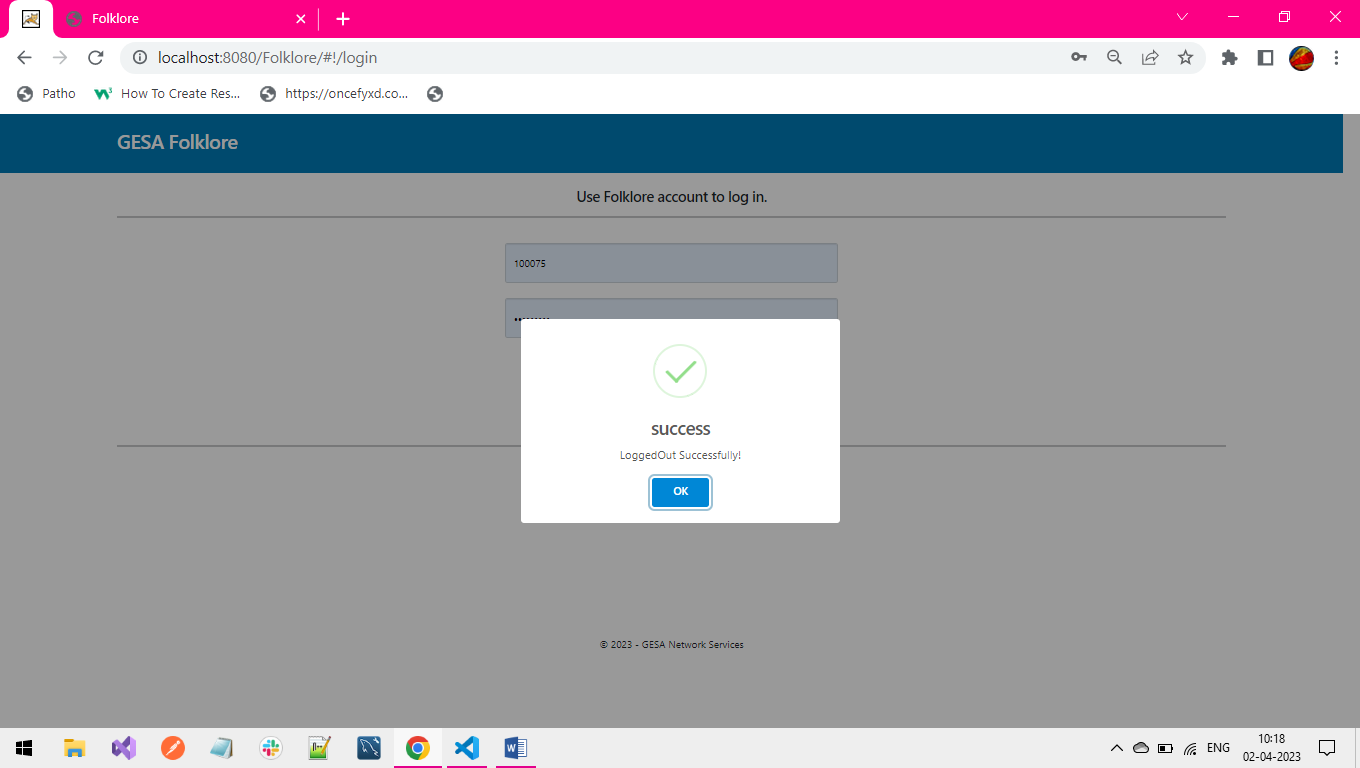 Folklore
localhost:8080/Folklore/#!/login
Patho
How To Create Res...
https://oncefyxd.co...
GESA Folklore
Use Folklore account to log in.
100075
success
LoggedOut Successfully!
OK
© 2023 - GESA Network Services
ENG
10:18
02-04-2023